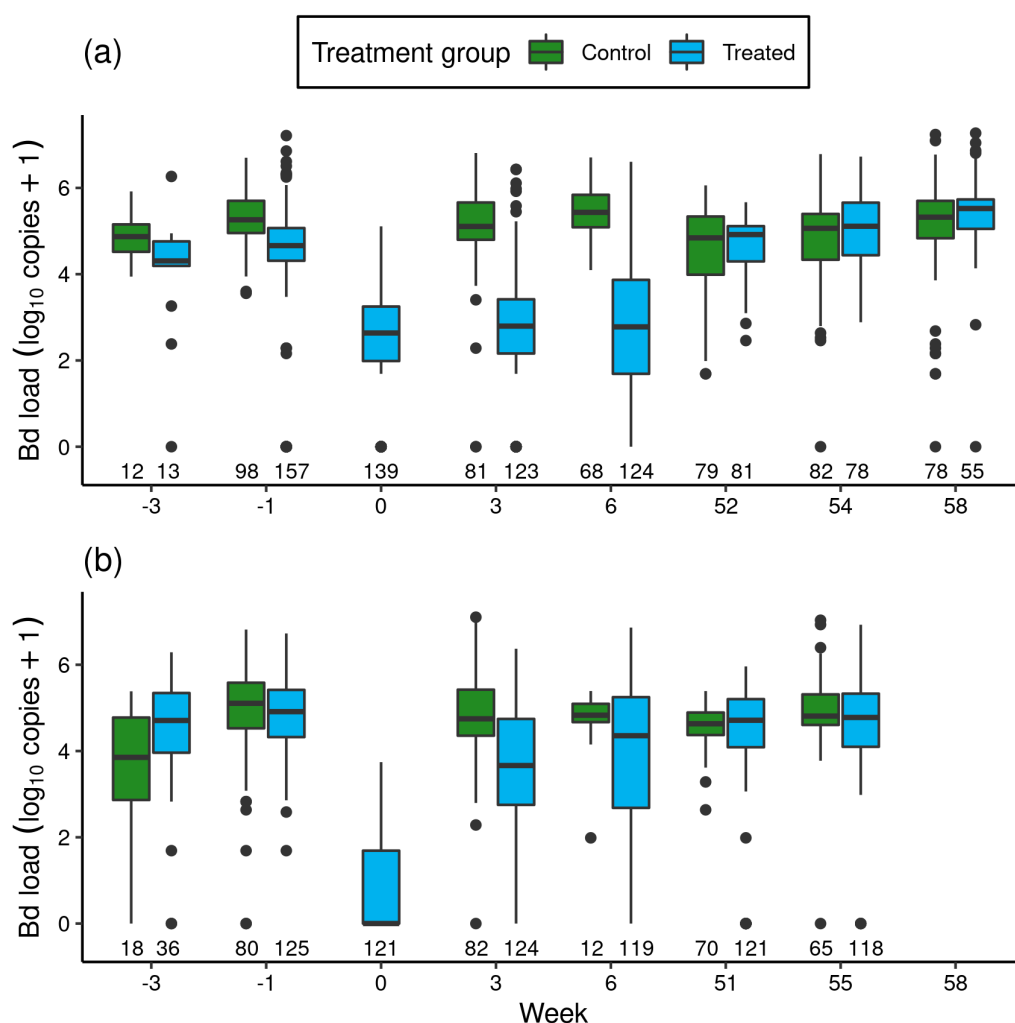 (a)
Treatment group Control Treated
Bd load (log₁₀ copies + 1)
6
4
2
0
12 13 98 157 139 81 123 68 124 79 81 82 78 78 55
-3 -1 0 3 6 52 54 58
(b)
Bd load (log₁₀ copies + 1)
6
4
2
0
18 36 80 125 121 82 124 12 119 70 121 65 118
-3 -1 0 3 6 51 55 58
Week